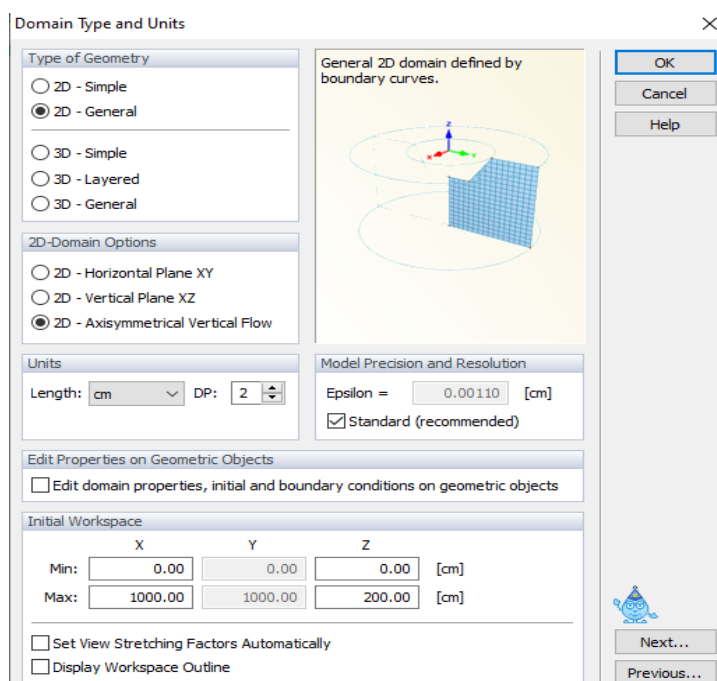 Domain Type and Units
Type of Geometry
2D - Simple
2D - General
3D - Simple
3D - Layered
3D - General
General 2D domain defined by
boundary curves.
z
x
Y
OK
Cancel
Help
2D-Domain Options
2D - Horizontal Plane XY
2D - Vertical Plane XZ
2D - Axisymmetrical Vertical Flow
Units
Length: cm DP: 2
Model Precision and Resolution
Epsilon = 0.00110 [cm]
Standard (recommended)
Edit Properties on Geometric Objects
Edit domain properties, initial and boundary conditions on geometric objects
Initial Workspace
X Y Z
Min: 0.00 0.00 0.00 [cm]
Max: 1000.00 1000.00 200.00 [cm]
Set View Stretching Factors Automatically
Display Workspace Outline
Next...
Previous...